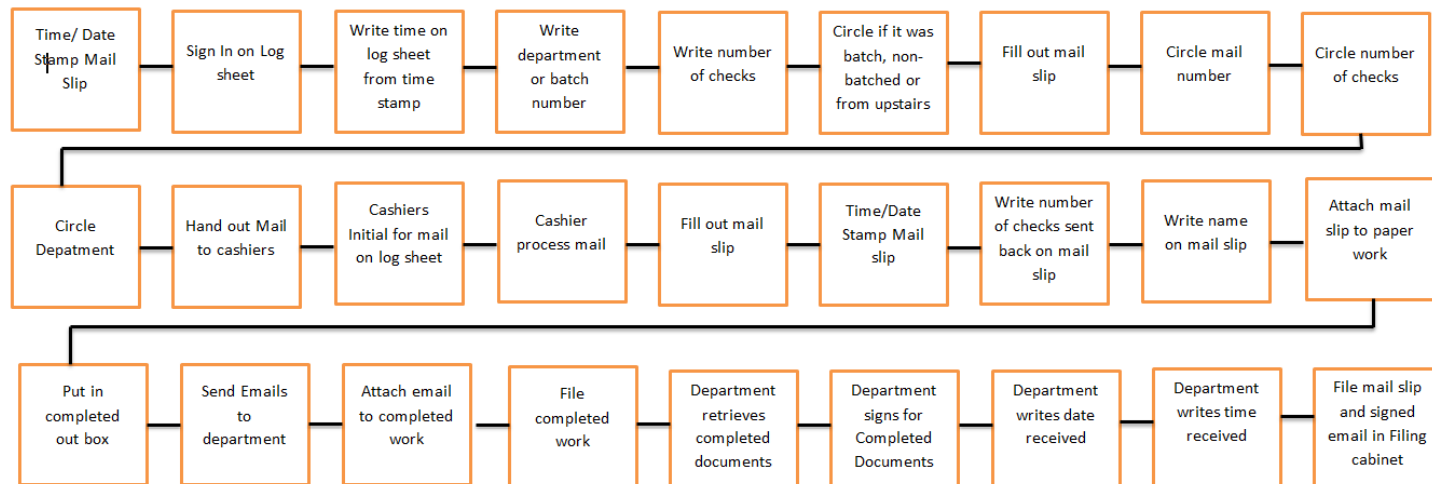 Time/ Date
Stamp Mail
Slip
Sign In on Log
sheet
Write time on
log sheet
from time
stamp
Write
department
or batch
number
Write number
of checks
Circle if it was
batch, non-
batched or
from upstairs
Fill out mail
slip
Circle mail
number
Circle number
of checks
Circle
Depatment
Hand out Mail
to cashiers
Cashiers
Initial for mail
on log sheet
Cashier
process mail
Fill out mail
slip
Time/Date
Stamp Mail
slip
Write number
of checks sent
back on mail
slip
Write name
on mail slip
Attach mail
slip to paper
work
Put in
completed
out box
Send Emails
to
department
Attach email
to completed
work
File
completed
work
Department
retrieves
completed
documents
Department
signs for
Completed
Documents
Department
writes date
received
Department
writes time
received
File mail slip
and signed
email in Filing
cabinet